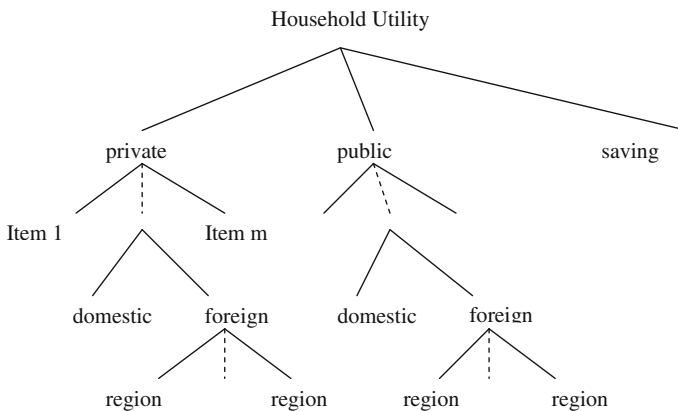 Household Utility
private public saving
Item 1 Item m
domestic foreign domestic foreign
region region region region